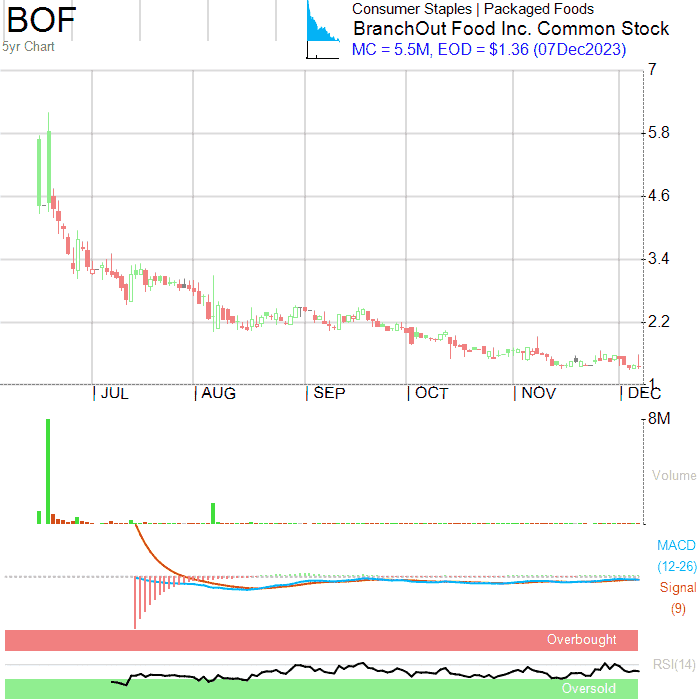 BOF
5yr Chart
Consumer Staples | Packaged Foods
BranchOut Food Inc. Common Stock
MC = 5.5M, EOD = $1.36 (07Dec2023)
7
5.8
4.6
3.4
2.2
1
JUL AUG SEP OCT NOV DEC
8M
Volume
MACD
(12-26)
Signal
(9)
Overbought
RSI(14)
Oversold